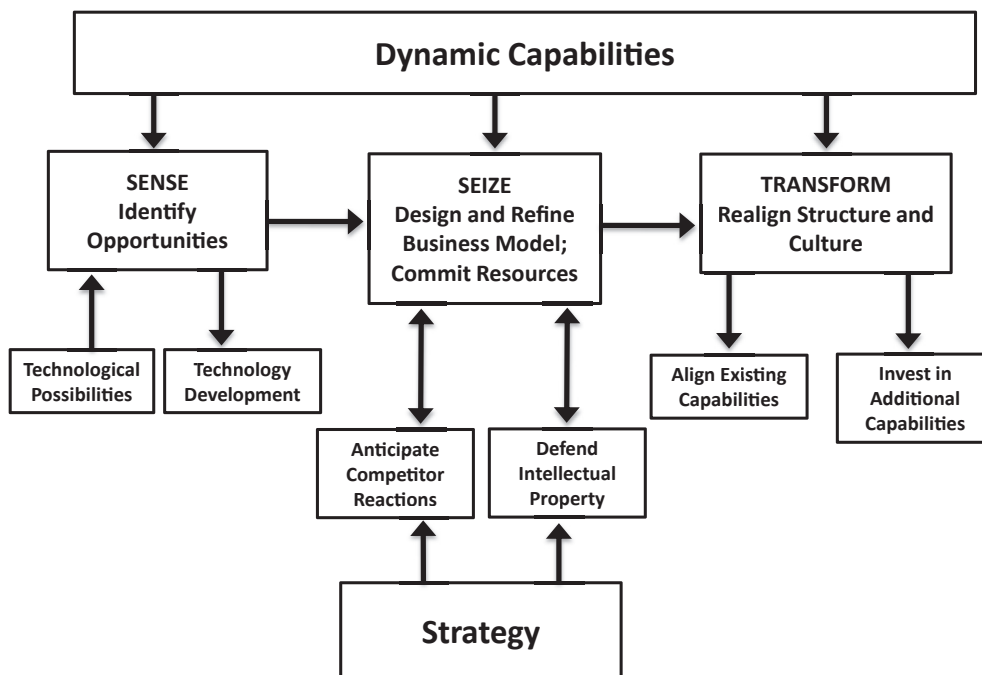 Dynamic Capabilities
SENSE
Identify
Opportunities
SEIZE
Design and Refine
Business Model;
Commit Resources
TRANSFORM
Realign Structure and
Culture
Technological
Possibilities
Technology
Development
Align Existing
Capabilities
Invest in
Additional
Capabilities
Anticipate
Competitor
Reactions
Defend
Intellectual
Property
Strategy